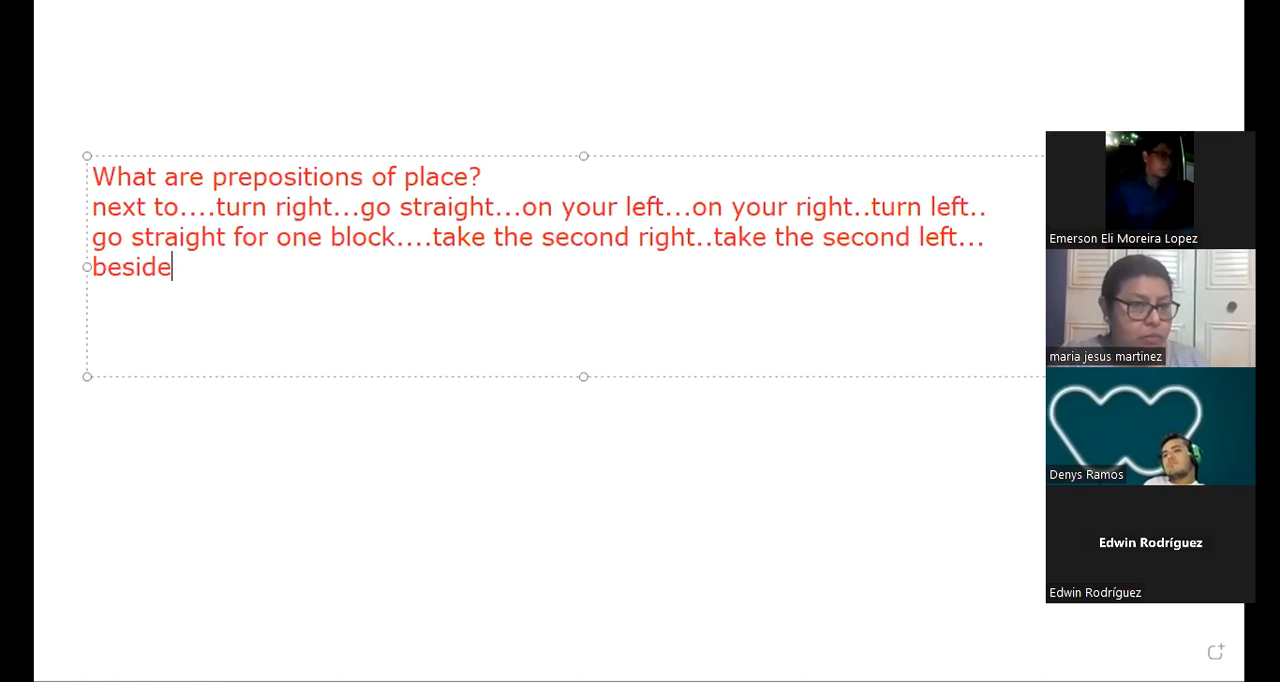 What are prepositions of place?
next to....turn right...go straight...on your left...on your right..turn left..
go straight for one block....take the second right..take the second left...
beside
Emerson Eli Moreira Lopez
maria jesus martinez
Denys Ramos
Edwin Rodríguez
Edwin Rodríguez